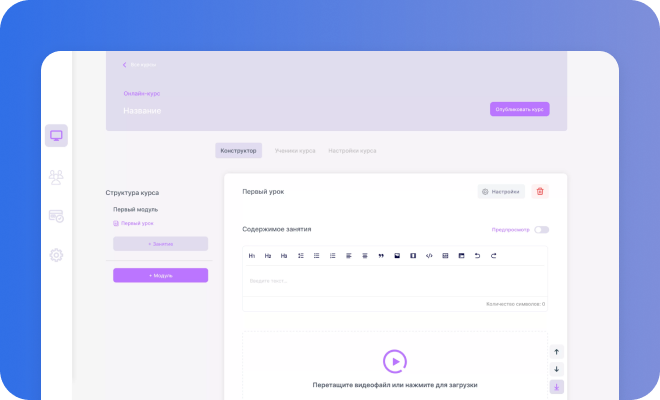 Все курсы
Онлайн-курс
Название
Опубликовать курс
Конструктор
Ученики курса
Настройки курса
Структура курса
Первый модуль
Первый урок
+ Занятие
+ Модуль
Первый урок
Настройки
Содержимое занятия
Предпросмотр
H1 H2 H3
Введите текст...
Количество символов: 0
Перетащите видеофайл или нажмите для загрузки